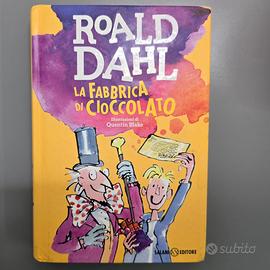 ROALD
DAHL
LA FABBRICA
DI CIOCCOLATO
Illustrazioni di
Quentin Blake
SALANI EDITORE
subito